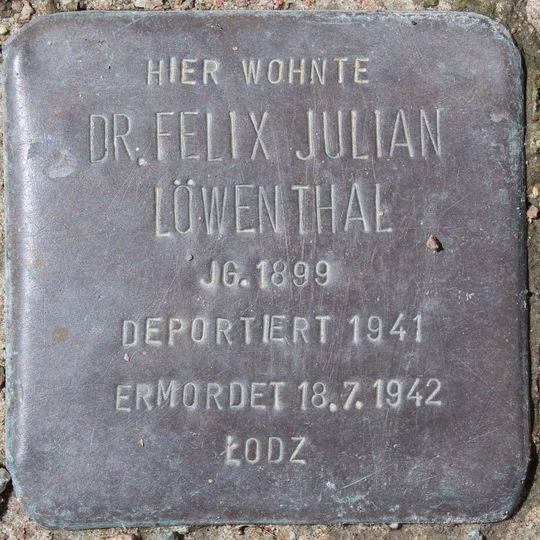 HIER WOHNTE
DR. FELIX JULIAN
LÖWENTHAL
JG. 1899
DEPORTIERT 1941
ERMORDET 18.7.1942
ŁODZ